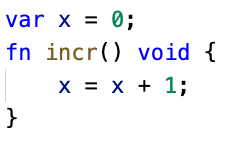 var x = 0;
fn incr() void {
    x = x + 1;
}